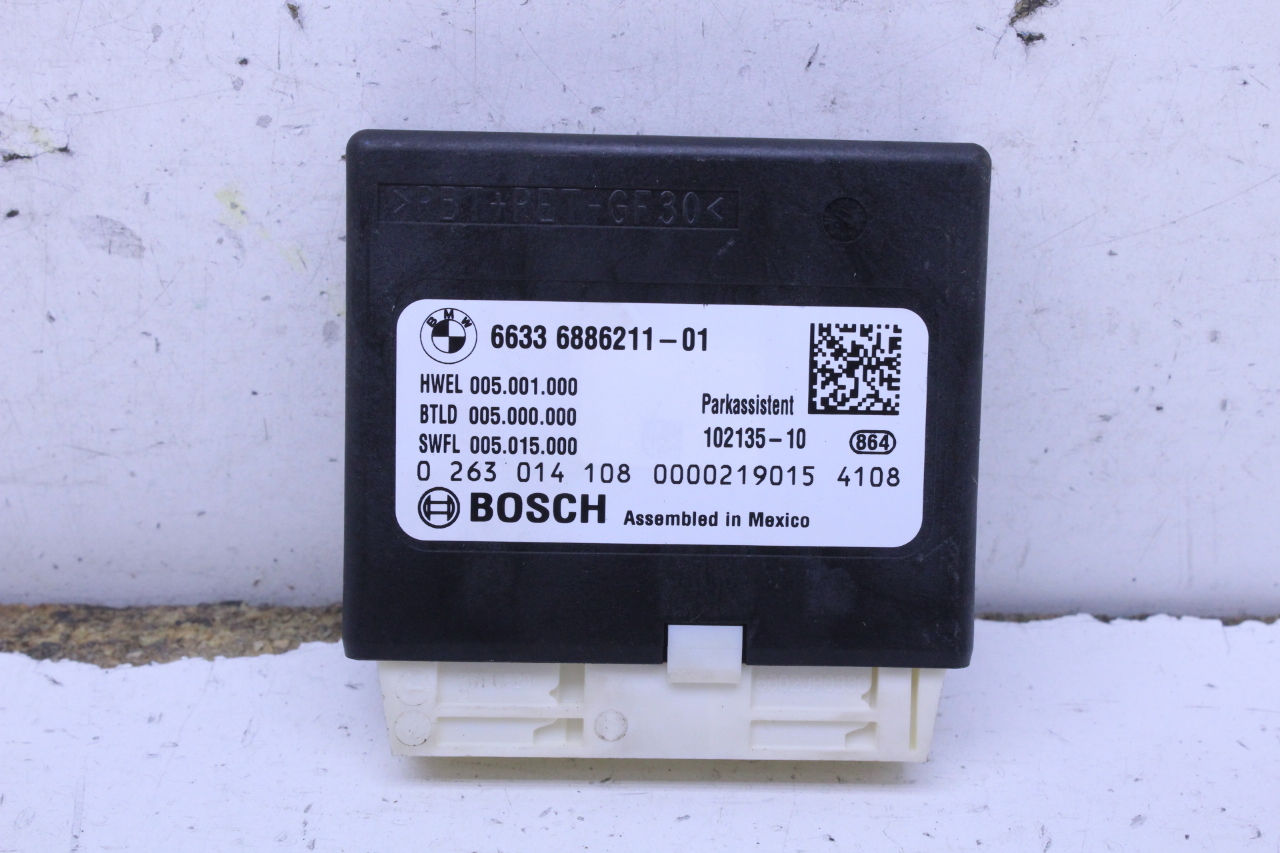 >PBT+PET-GF30<
BMW
6633 6886211-01
HWEL 005.001.000
BTLD 005.000.000
SWFL 005.015.000
Parkassistent
102135-10
864
0 263 014 108 0000219015 4108
BOSCH Assembled in Mexico